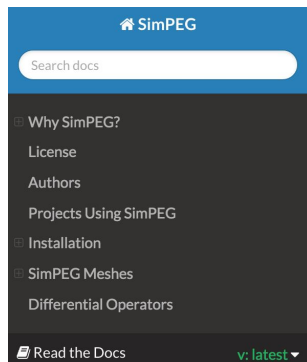 SimPEG
Search docs
Why SimPEG?
License
Authors
Projects Using SimPEG
Installation
SimPEG Meshes
Differential Operators
Read the Docs v: latest